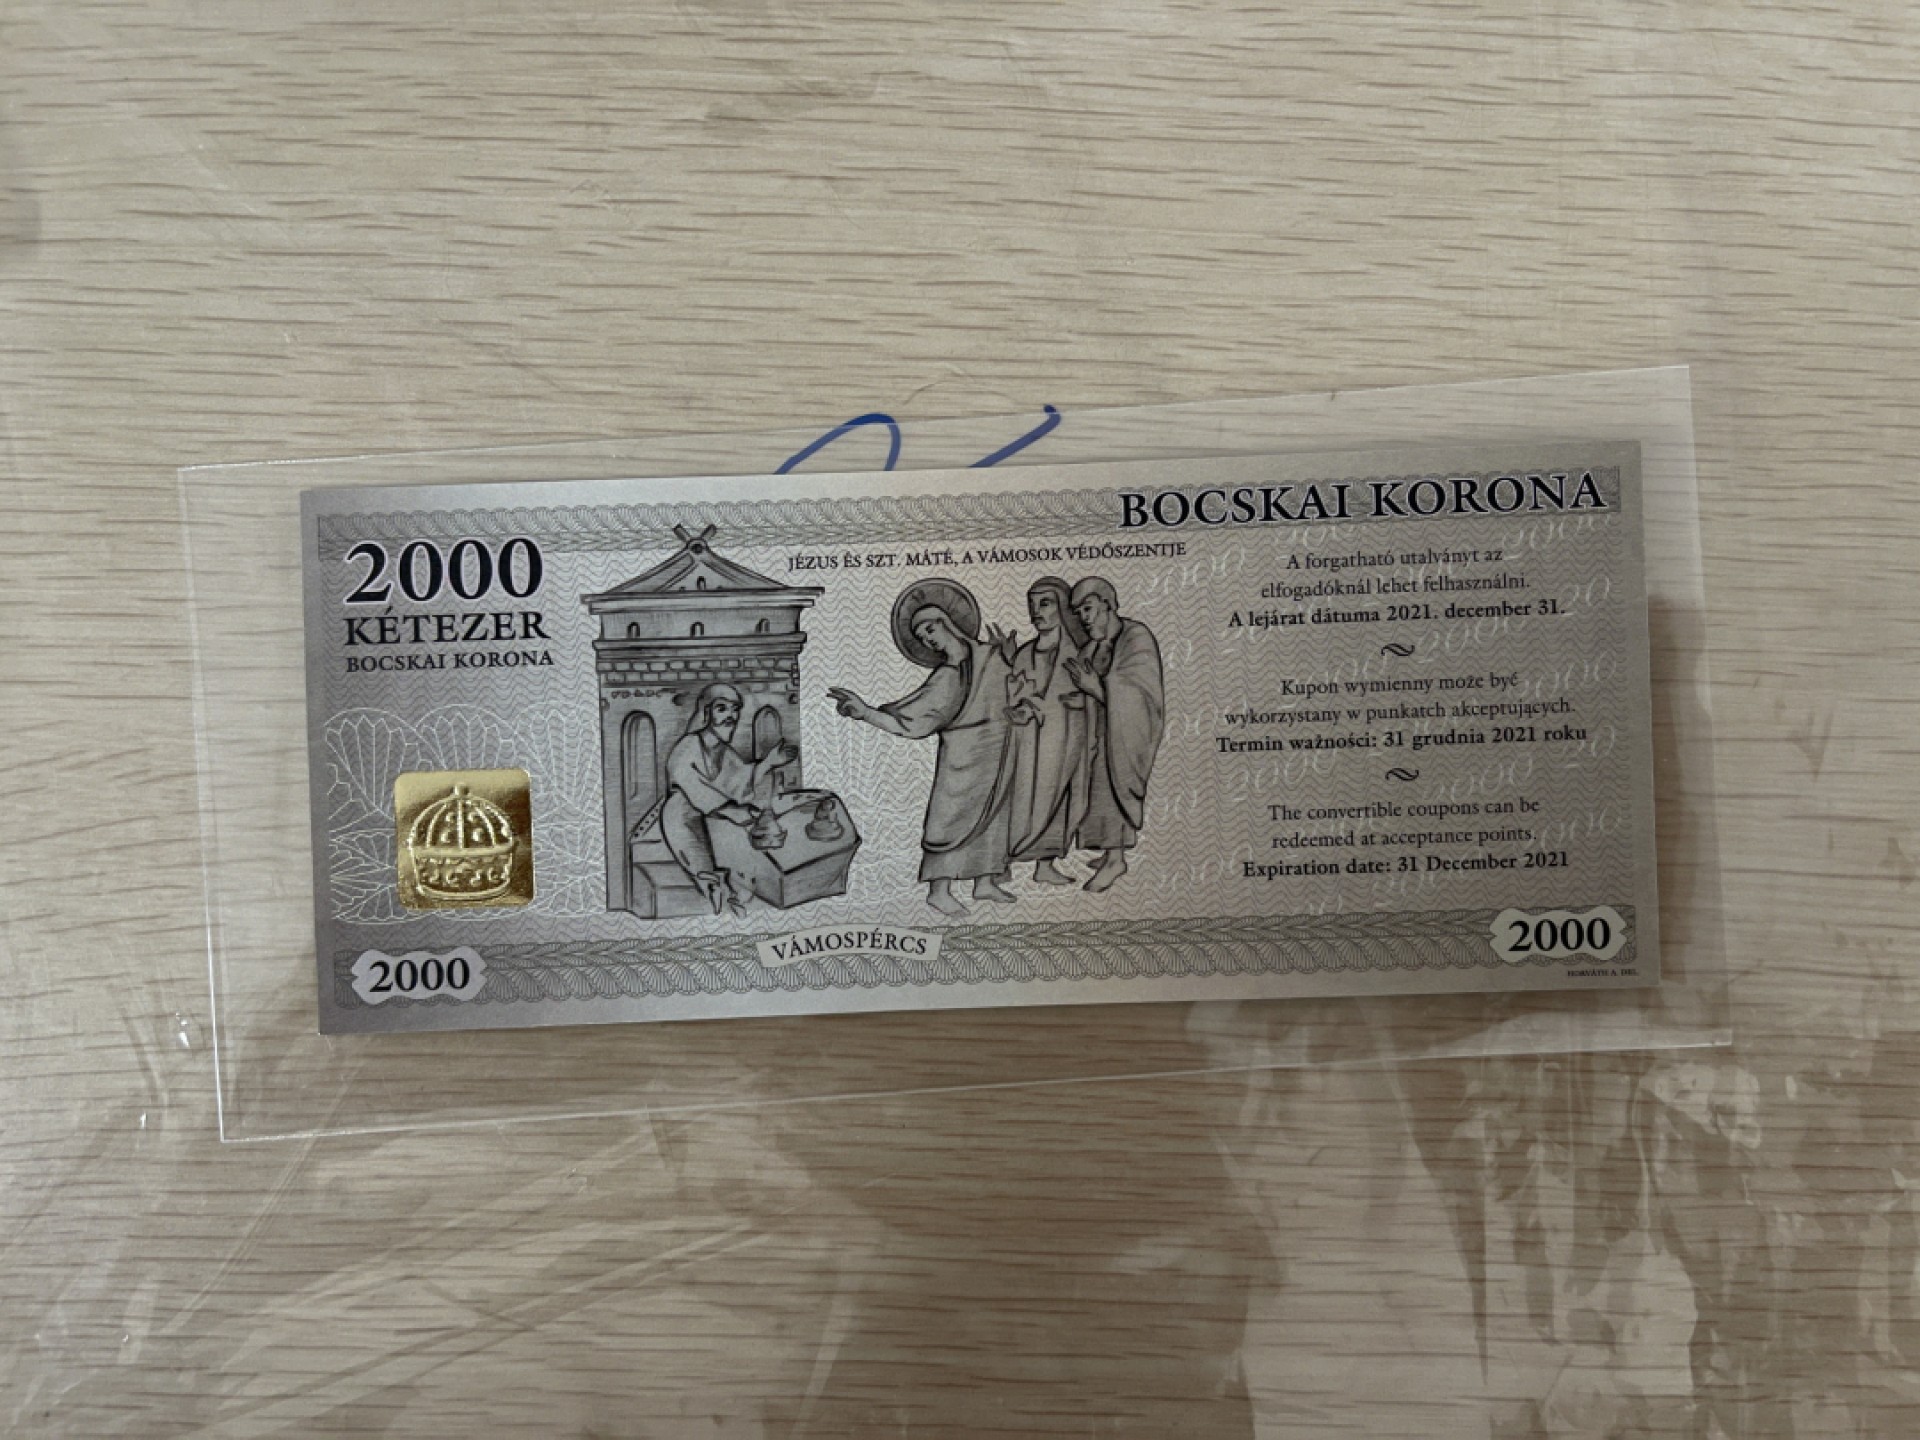 BOCSKAI KORONA
2000
KÉTEZER
BOCSKAI KORONA
JÉZUS ÉS SZT. MÁTÉ, A VÁMOSOK VÉDŐSZENTJE
A forgatható utalványt az
elfogadóknál lehet felhasználni.
A lejárat dátuma 2021. december 31.
Kupon wymienny może być
wykorzystany w punkatch akceptujących.
Termin ważności: 31 grudnia 2021 roku
The convertible coupons can be
redeemed at acceptance points.
Expiration date: 31 December 2021
2000
VÁMOSPÉRCS
2000
HORVÁTH A. DEL.